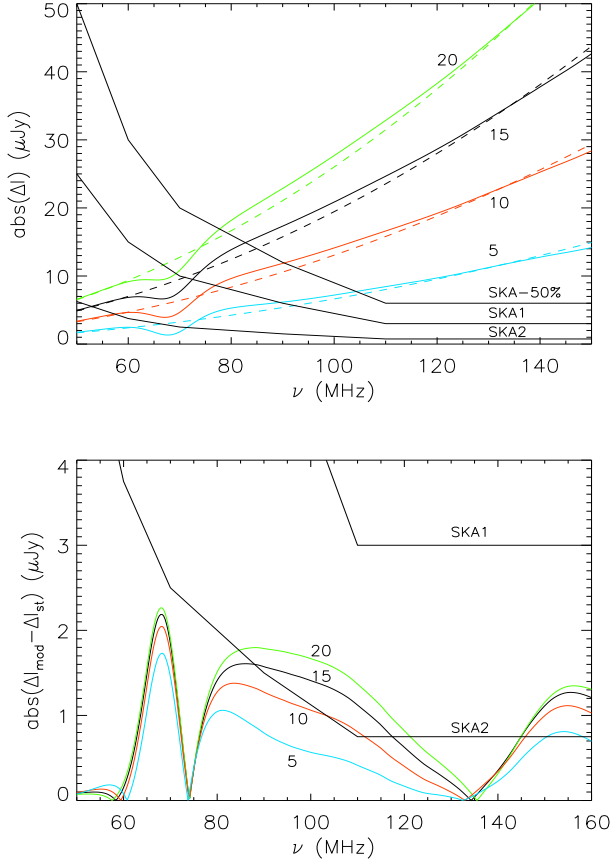 50
40
30
20
10
0
abs(ΔI) (μJy)
20
15
10
5
SKA−50%
SKA1
SKA2
60 80 100 120 140
ν (MHz)
4
3
2
1
0
abs(ΔI_mod−ΔI_st) (μJy)
SKA1
20
15
10
5
SKA2
60 80 100 120 140 160
ν (MHz)